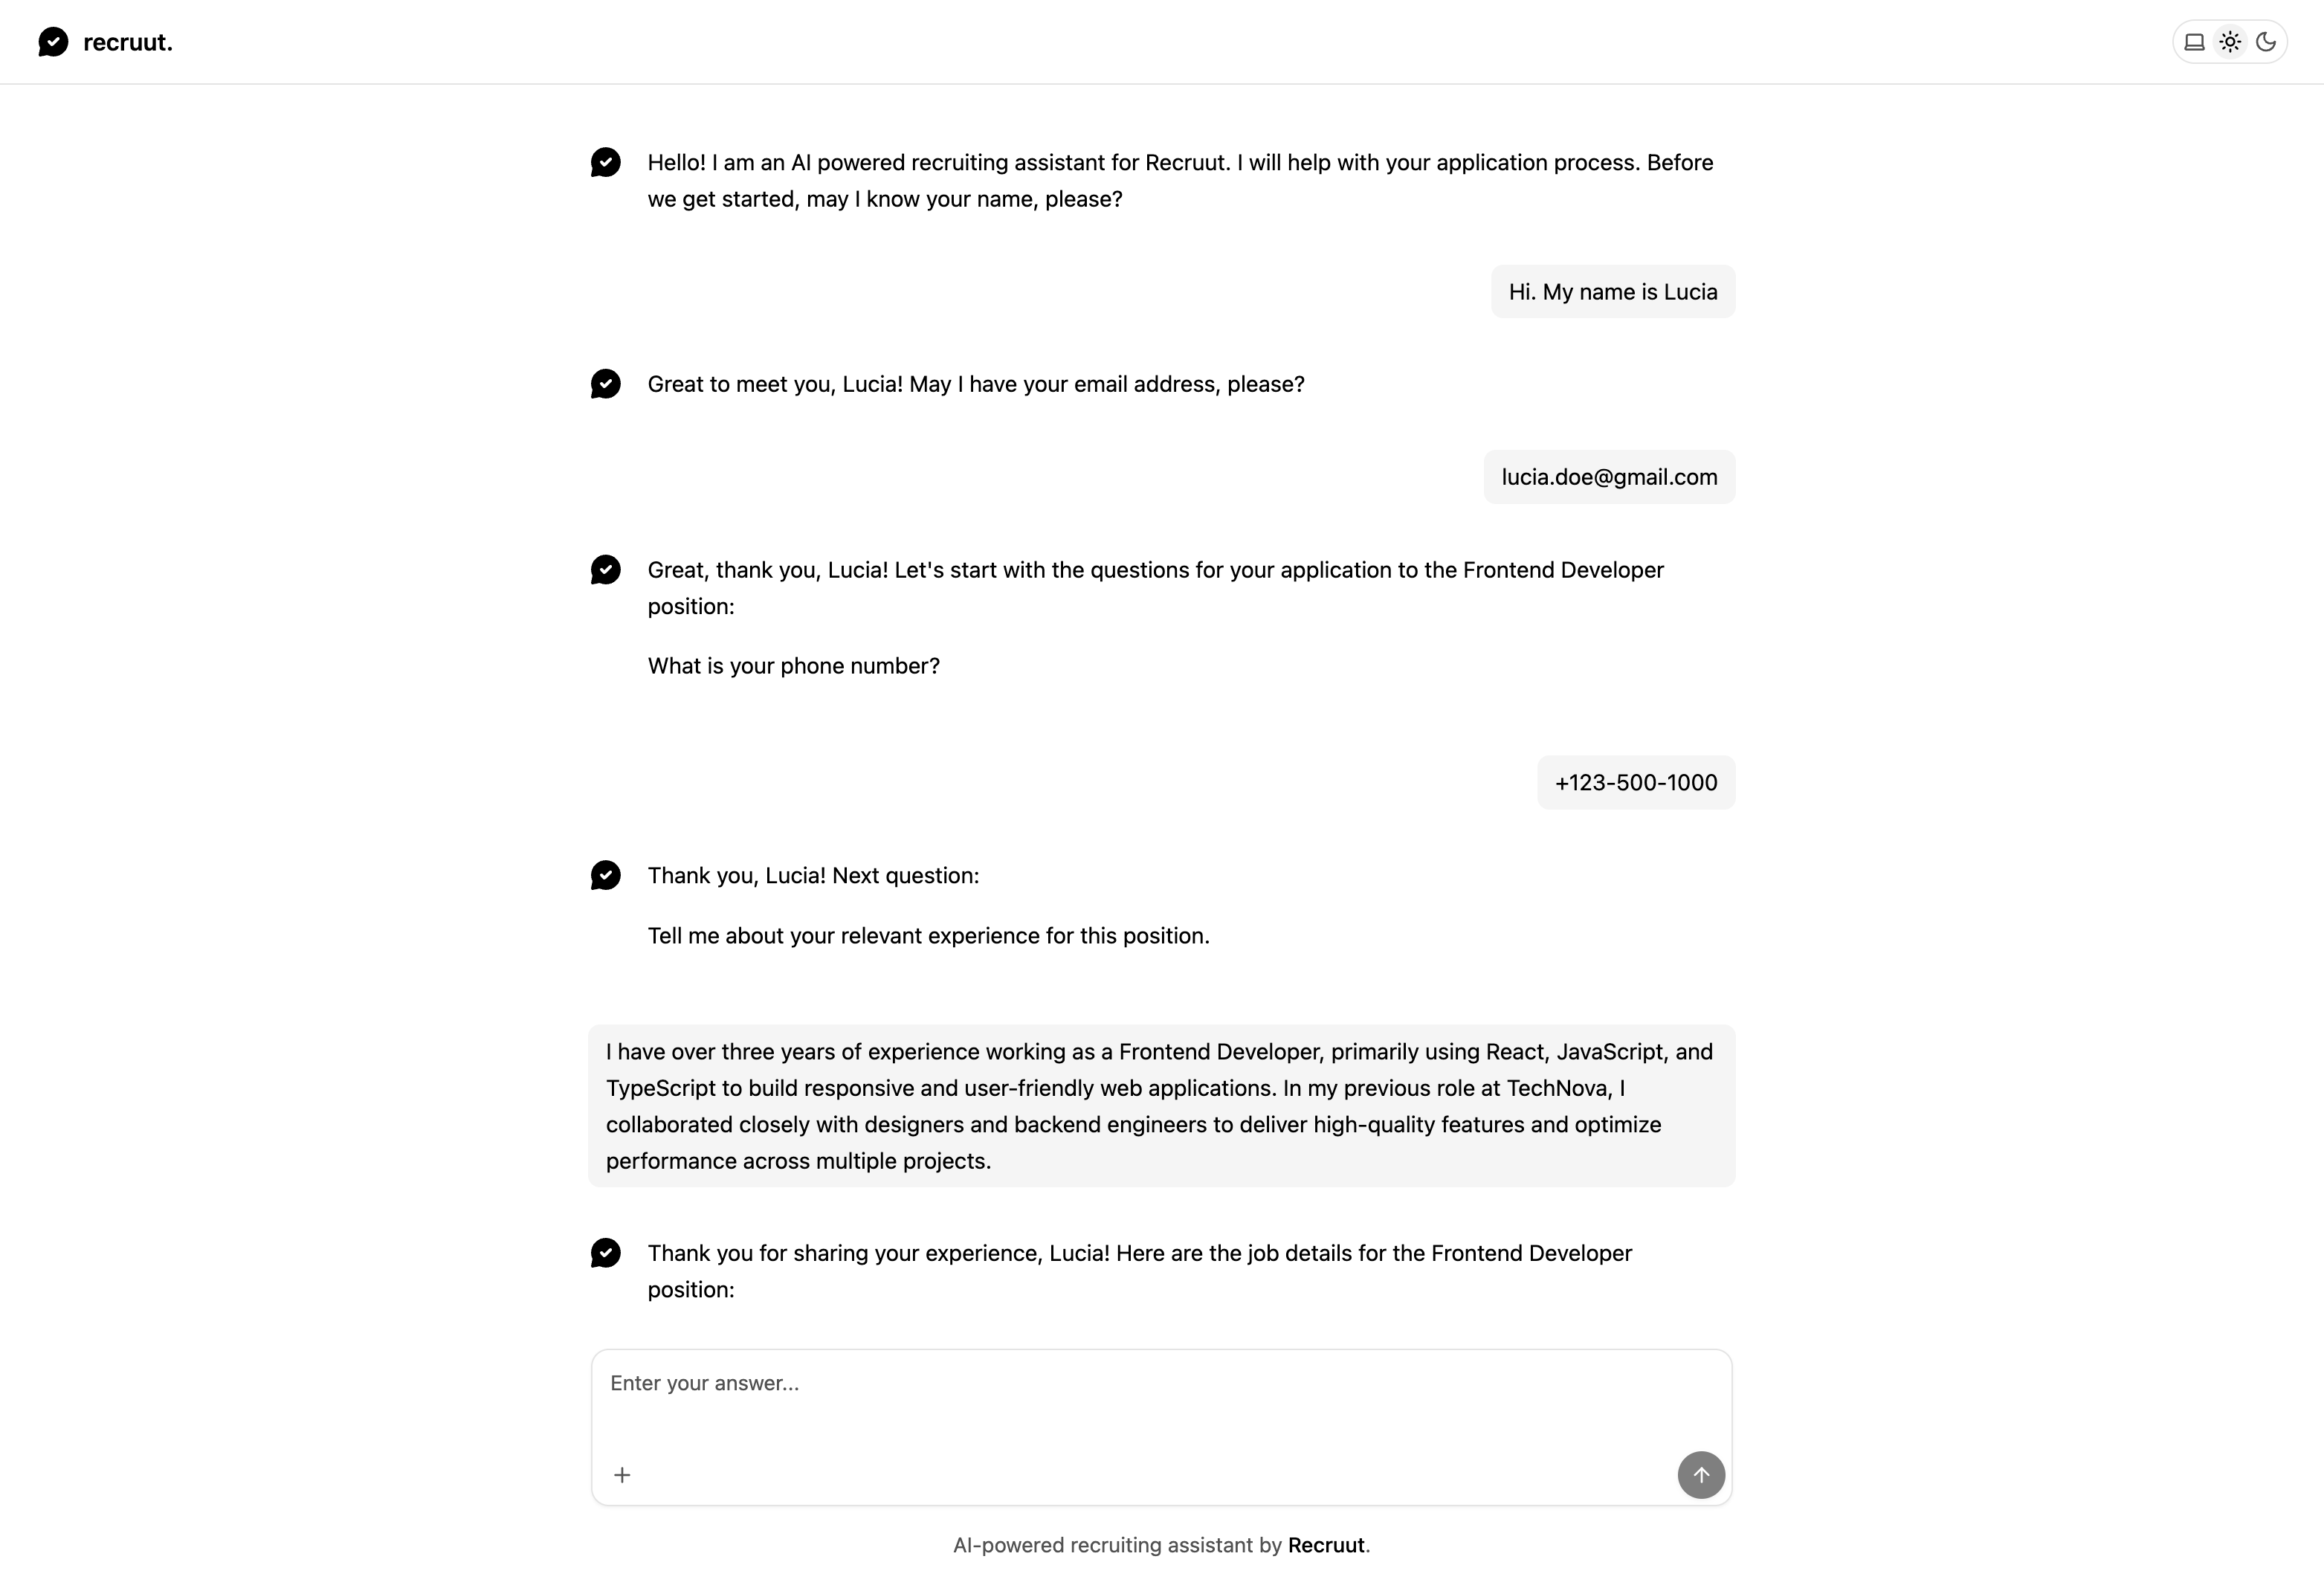 recruut.
Hello! I am an AI powered recruiting assistant for Recruut. I will help with your application process. Before
we get started, may I know your name, please?
Hi. My name is Lucia
Great to meet you, Lucia! May I have your email address, please?
lucia.doe@gmail.com
Great, thank you, Lucia! Let's start with the questions for your application to the Frontend Developer
position:
What is your phone number?
+123-500-1000
Thank you, Lucia! Next question:
Tell me about your relevant experience for this position.
I have over three years of experience working as a Frontend Developer, primarily using React, JavaScript, and
TypeScript to build responsive and user-friendly web applications. In my previous role at TechNova, I
collaborated closely with designers and backend engineers to deliver high-quality features and optimize
performance across multiple projects.
Thank you for sharing your experience, Lucia! Here are the job details for the Frontend Developer
position:
Enter your answer...
AI-powered recruiting assistant by Recruut.